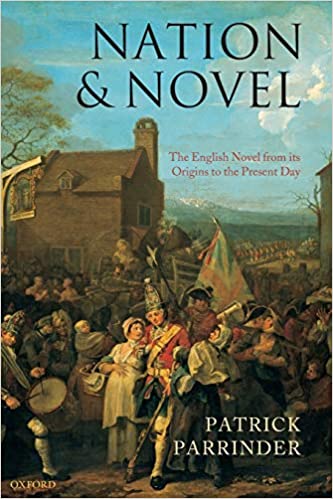 NATION
& NOVEL
The English Novel from its
Origins to the Present Day
PATRICK
PARRINDER
OXFORD